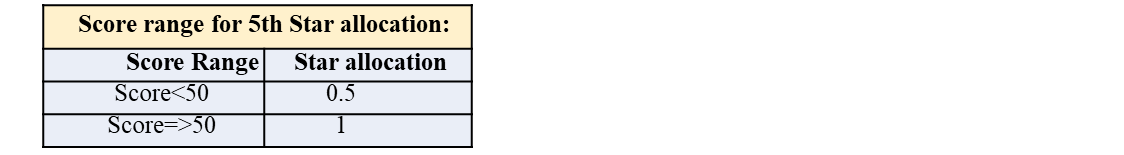 Score range for 5th Star allocation:
Score Range Star allocation
Score<50 0.5
Score=>50 1